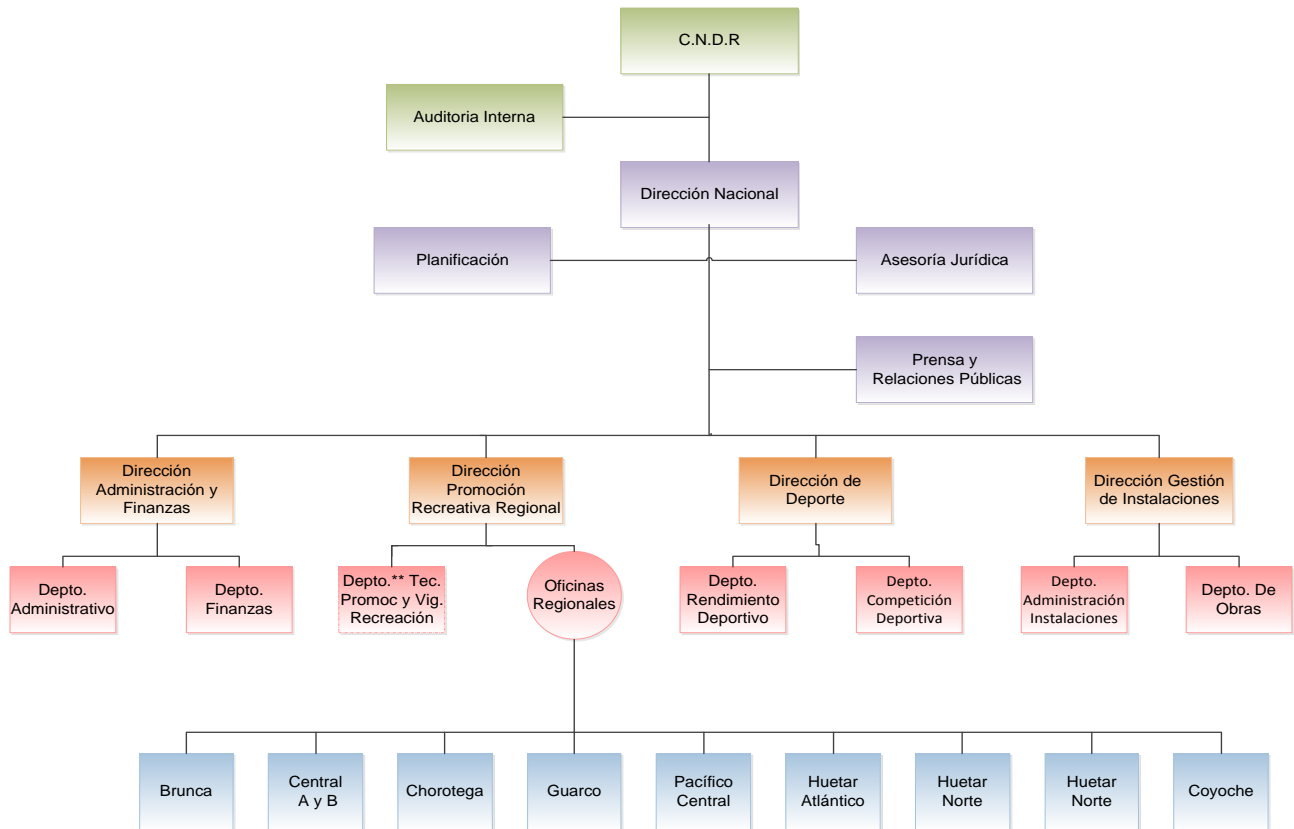 C.N.D.R
Auditoria Interna
Dirección Nacional
Planificación
Asesoría Jurídica
Prensa y
Relaciones Públicas
Dirección
Administración y
Finanzas
Dirección
Promoción
Recreativa Regional
Dirección de
Deporte
Dirección Gestión
de Instalaciones
Depto.
Administrativo
Depto.
Finanzas
Depto.** Tec.
Promoc y Vig.
Recreación
Oficinas
Regionales
Depto.
Rendimiento
Deportivo
Depto.
Competición
Deportiva
Depto.
Administración
Instalaciones
Depto. De
Obras
Brunca
Central
A y B
Chorotega
Guarco
Pacífico
Central
Huetar
Atlántico
Huetar
Norte
Huetar
Norte
Coyoche